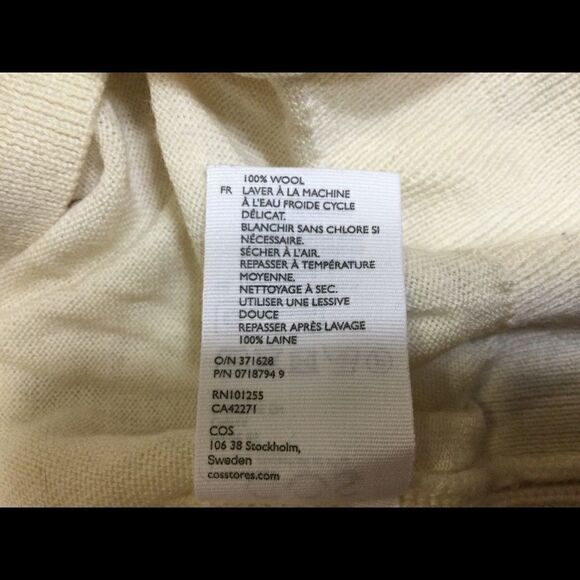 100% WOOL
FR LAVER À LA MACHINE
À L'EAU FROIDE CYCLE
DÉLICAT.
BLANCHIR SANS CHLORE SI
NÉCESSAIRE.
SÉCHER À L'AIR.
REPASSER À TEMPÉRATURE
MOYENNE.
NETTOYAGE À SEC.
UTILISER UNE LESSIVE
DOUCE
REPASSER APRÈS LAVAGE
100% LAINE
O/N 371628
P/N 0718794 9
RN101255
CA42271
COS
106 38 Stockholm,
Sweden
cosstores.com